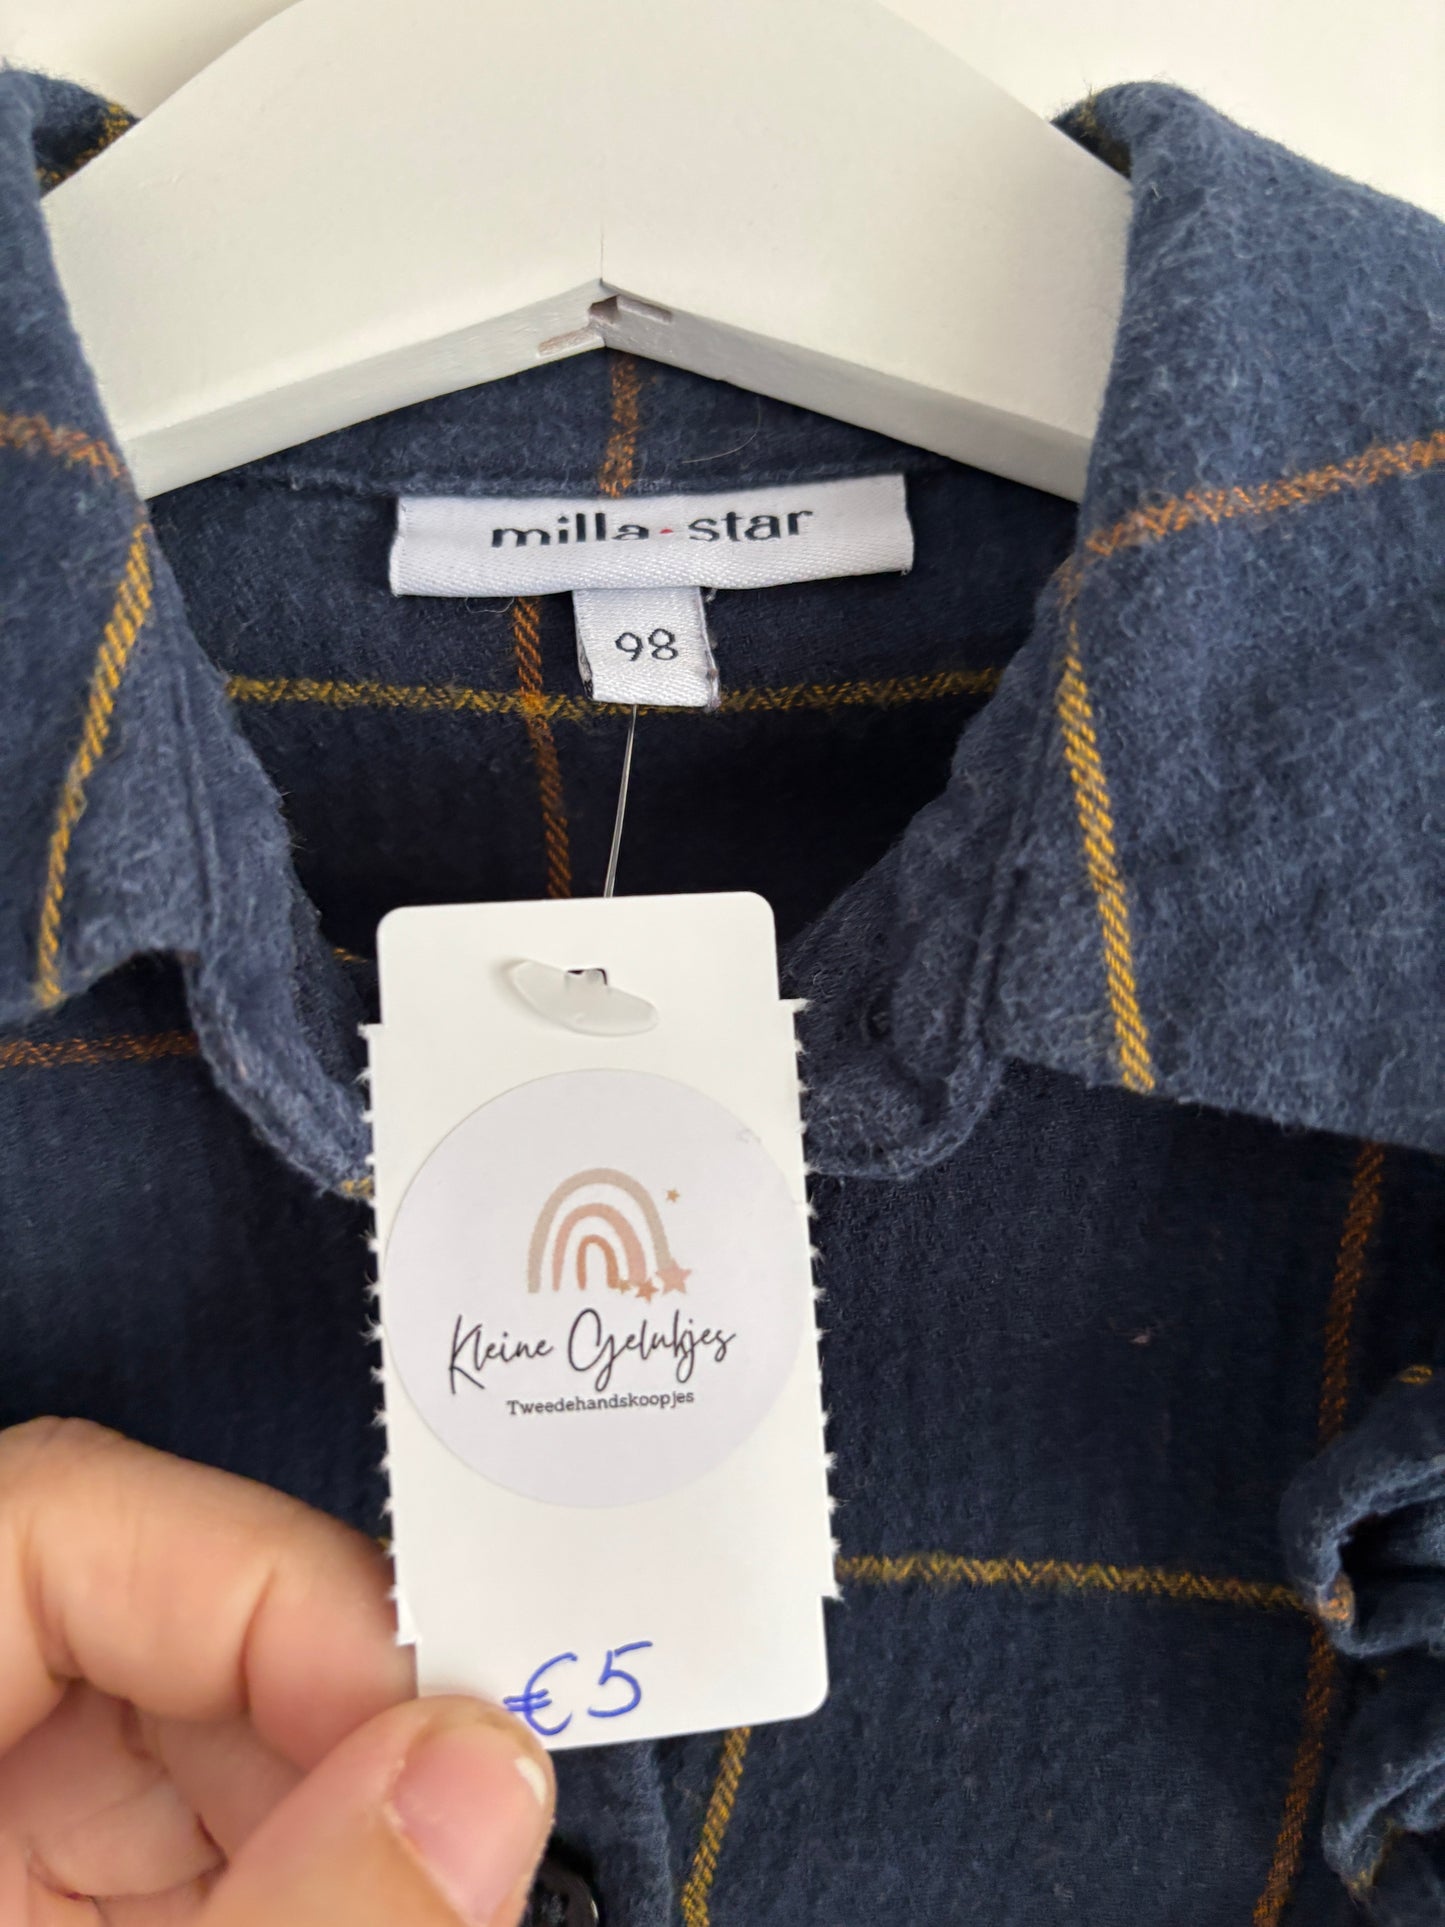 milla·star
98
Kleine Gelukjes
Tweedehandskoopjes
€5